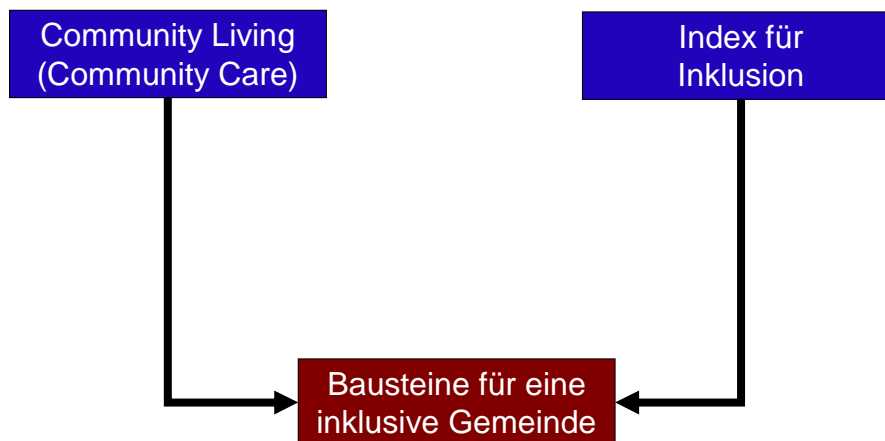 Community Living
(Community Care)
Index für
Inklusion
Bausteine für eine
inklusive Gemeinde